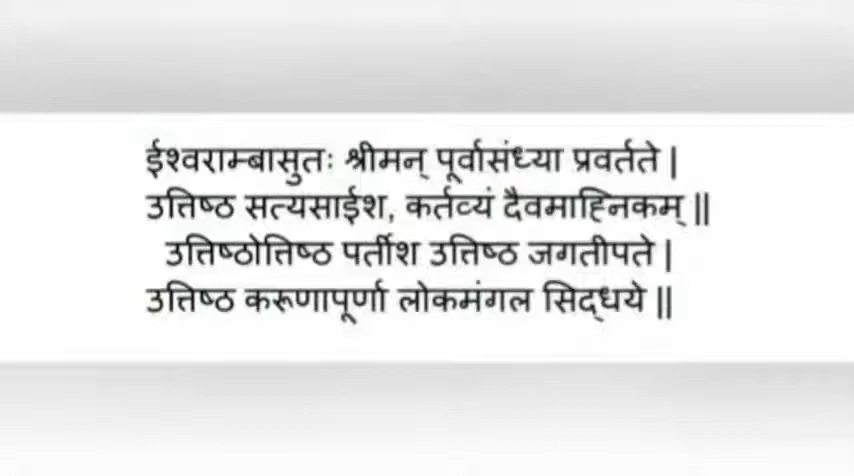 ईश्वराम्बासुतः श्रीमन् पूर्वासंध्या प्रवर्तते |
उत्तिष्ठ सत्यसाईश, कर्तव्यं दैवमाह्निकम् ||
उत्तिष्ठोत्तिष्ठ पर्तीश उत्तिष्ठ जगतीपते |
उत्तिष्ठ करूणापूर्णा लोकमंगल सिद्धये ||